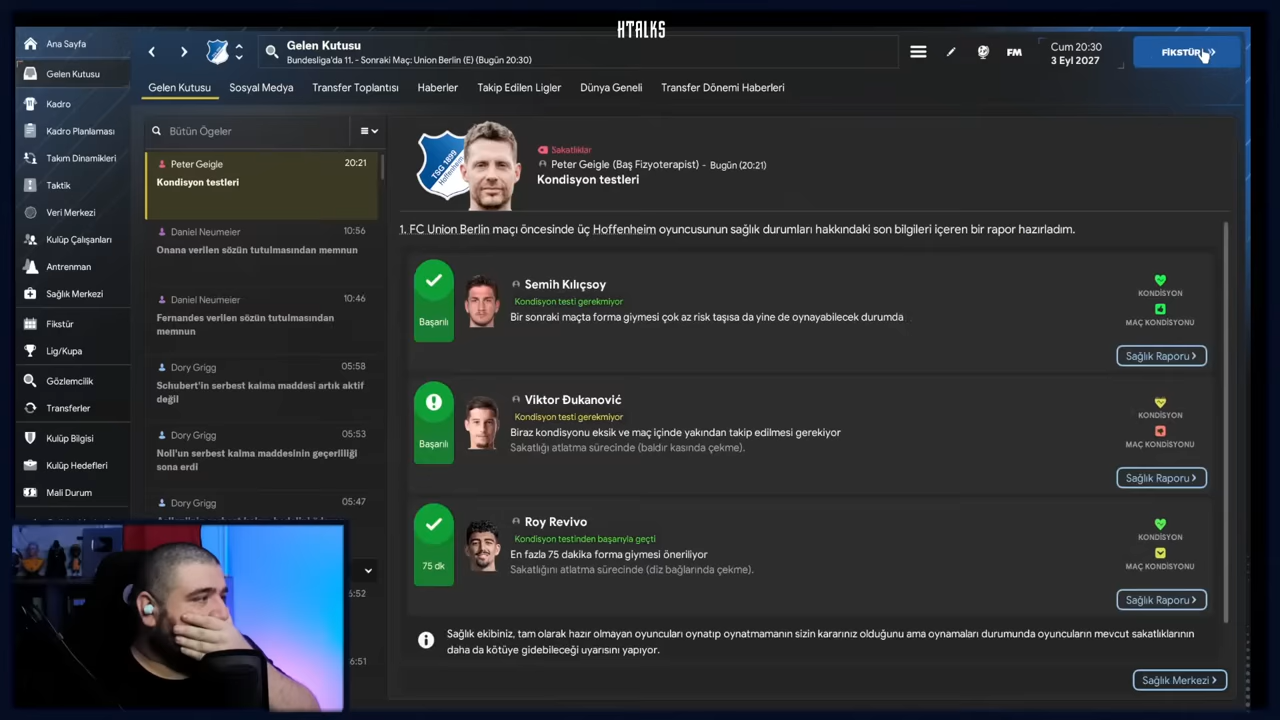 HTALKS
Ana Sayfa
Gelen Kutusu
Kadro
Kadro Planlaması
Takım Dinamikleri
Taktik
Veri Merkezi
Kulüp Çalışanları
Antrenman
Sağlık Merkezi
Fikstür
Lig/Kupa
Gözlemcilik
Transferler
Kulüp Bilgisi
Kulüp Hedefleri
Mali Durum
Gelen Kutusu
Bundesliga'da 11. - Sonraki Maç: Union Berlin (E) (Bugün 20:30)
FM
Cum 20:30
3 Eyl 2027
FİKSTÜR
Gelen Kutusu Sosyal Medya Transfer Toplantısı Haberler Takip Edilen Ligler Dünya Geneli Transfer Dönemi Haberleri
Bütün Ögeler
Peter Geigle 20:21
Kondisyon testleri
Daniel Neumeier 10:56
Onana verilen sözün tutulmasından memnun
Daniel Neumeier 10:46
Fernandes verilen sözün tutulmasından
memnun
Dory Grigg 05:58
Schubert'in serbest kalma maddesi artık aktif
değil
Dory Grigg 05:53
Noll'un serbest kalma maddesinin geçerliliği
sona erdi
Dory Grigg 05:47
6:52
6:51
TSG 1899
Hoffenheim
Sakatlıklar
Peter Geigle (Baş Fizyoterapist) - Bugün (20:21)
Kondisyon testleri
1. FC Union Berlin maçı öncesinde üç Hoffenheim oyuncusunun sağlık durumları hakkındaki son bilgileri içeren bir rapor hazırladım.
Başarılı
Semih Kılıçsoy
Kondisyon testi gerekmiyor
Bir sonraki maçta forma giymesi çok az risk taşısa da yine de oynayabilecek durumda
KONDİSYON
MAÇ KONDİSYONU
Sağlık Raporu
Başarılı
Viktor Đukanović
Kondisyon testi gerekmiyor
Biraz kondisyonu eksik ve maç içinde yakından takip edilmesi gerekiyor
Sakatlığı atlatma sürecinde (baldır kasında çekme).
KONDİSYON
MAÇ KONDİSYONU
Sağlık Raporu
75 dk
Roy Revivo
Kondisyon testinden başarıyla geçti
En fazla 75 dakika forma giymesi öneriliyor
Sakatlığını atlatma sürecinde (diz bağlarında çekme).
KONDİSYON
MAÇ KONDİSYONU
Sağlık Raporu
Sağlık ekibiniz, tam olarak hazır olmayan oyuncuları oynatıp oynatmamanın sizin kararınız olduğunu ama oynamaları durumunda oyuncuların mevcut sakatlıklarının
daha da kötüye gidebileceği uyarısını yapıyor.
Sağlık Merkezi